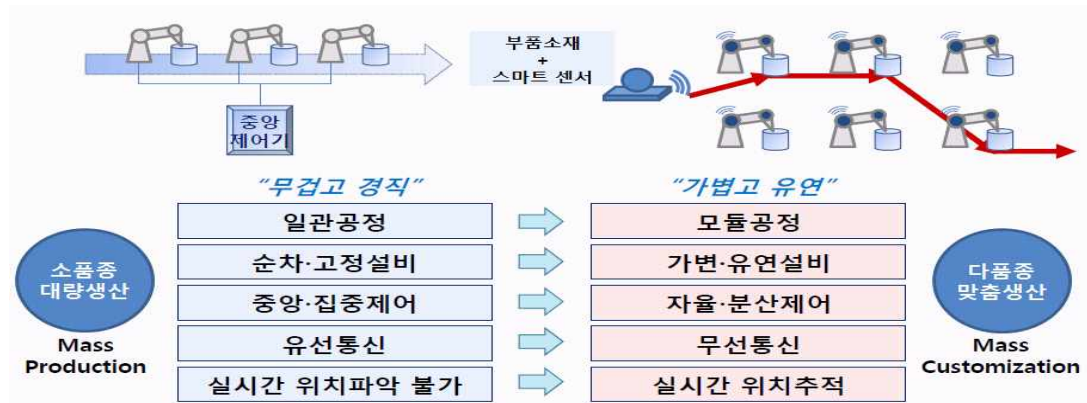 부품소재
+
스마트 센서
중앙
제어기
“무겁고 경직”
“가볍고 유연”
일관공정
모듈공정
소품종
대량생산
Mass
Production
순차·고정설비
가변·유연설비
중앙·집중제어
자율·분산제어
유선통신
무선통신
실시간 위치파악 불가
실시간 위치추적
다품종
맞춤생산
Mass
Customization